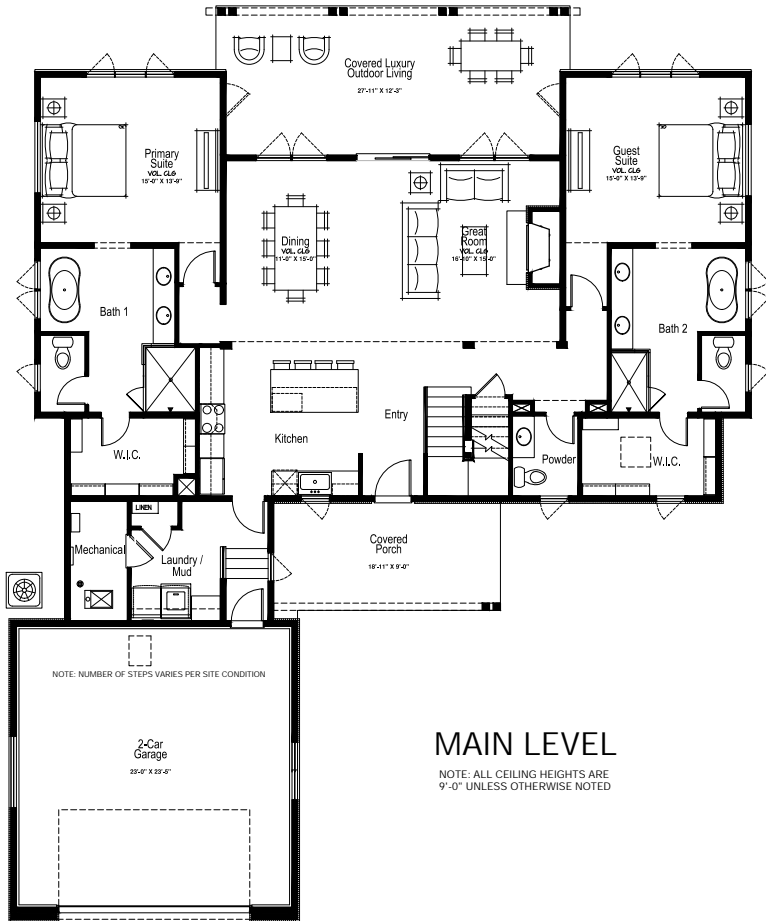 Covered Luxury
Outdoor Living
27'-11" X 12'-3"
Primary
Suite
VOL. CLG
15'-0" X 13'-9"
Guest
Suite
VOL. CLG
15'-0" X 13'-9"
Dining
VOL. CLG
11'-0" X 15'-0"
Great
Room
VOL. CLG
16'-10" X 15'-0"
Bath 1
Bath 2
Kitchen
Entry
W.I.C.
Powder
W.I.C.
LINEN
Mechanical
Laundry /
Mud
Covered
Porch
18'-11" X 9'-0"
NOTE: NUMBER OF STEPS VARIES PER SITE CONDITION
2-Car
Garage
23'-0" X 23'-5"
MAIN LEVEL
NOTE: ALL CEILING HEIGHTS ARE
9'-0" UNLESS OTHERWISE NOTED